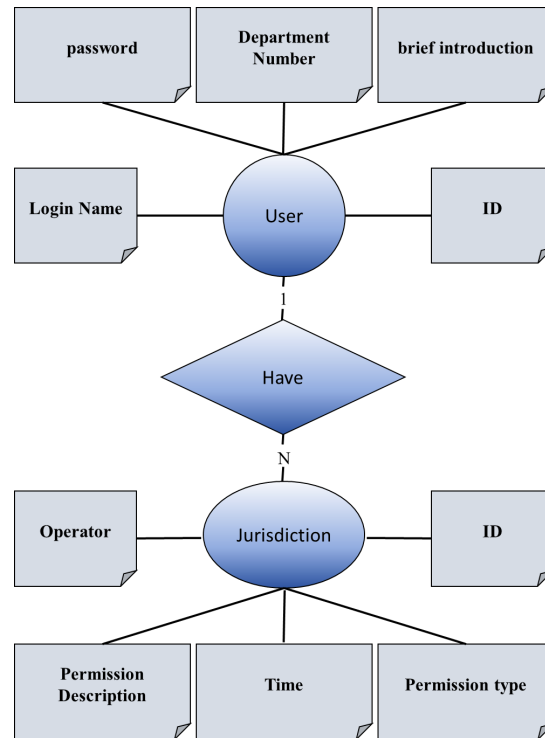 password
Department
Number
brief introduction
Login Name
User
ID
1
Have
N
Operator
Jurisdiction
ID
Permission
Description
Time
Permission type